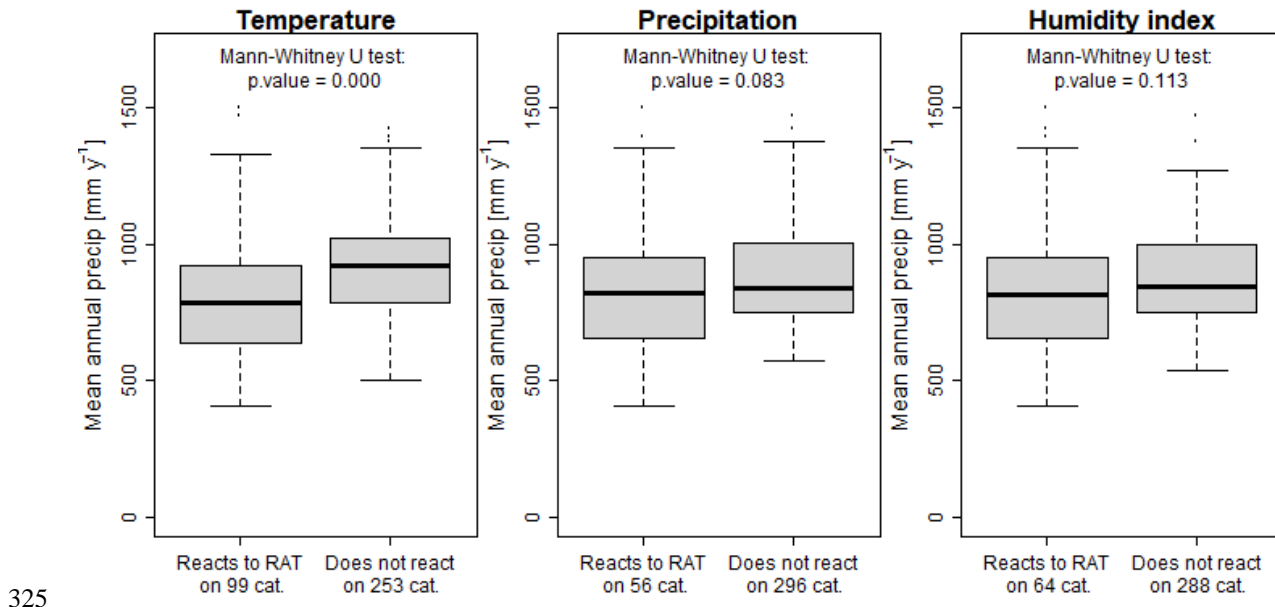 Temperature
Mann-Whitney U test:
p.value = 0.000
Mean annual precip [mm y⁻¹]
1500
1000
500
0
Reacts to RAT
on 99 cat.
Does not react
on 253 cat.
Precipitation
Mann-Whitney U test:
p.value = 0.083
Mean annual precip [mm y⁻¹]
1500
1000
500
0
Reacts to RAT
on 56 cat.
Does not react
on 296 cat.
Humidity index
Mann-Whitney U test:
p.value = 0.113
Mean annual precip [mm y⁻¹]
1500
1000
500
0
Reacts to RAT
on 64 cat.
Does not react
on 288 cat.
325